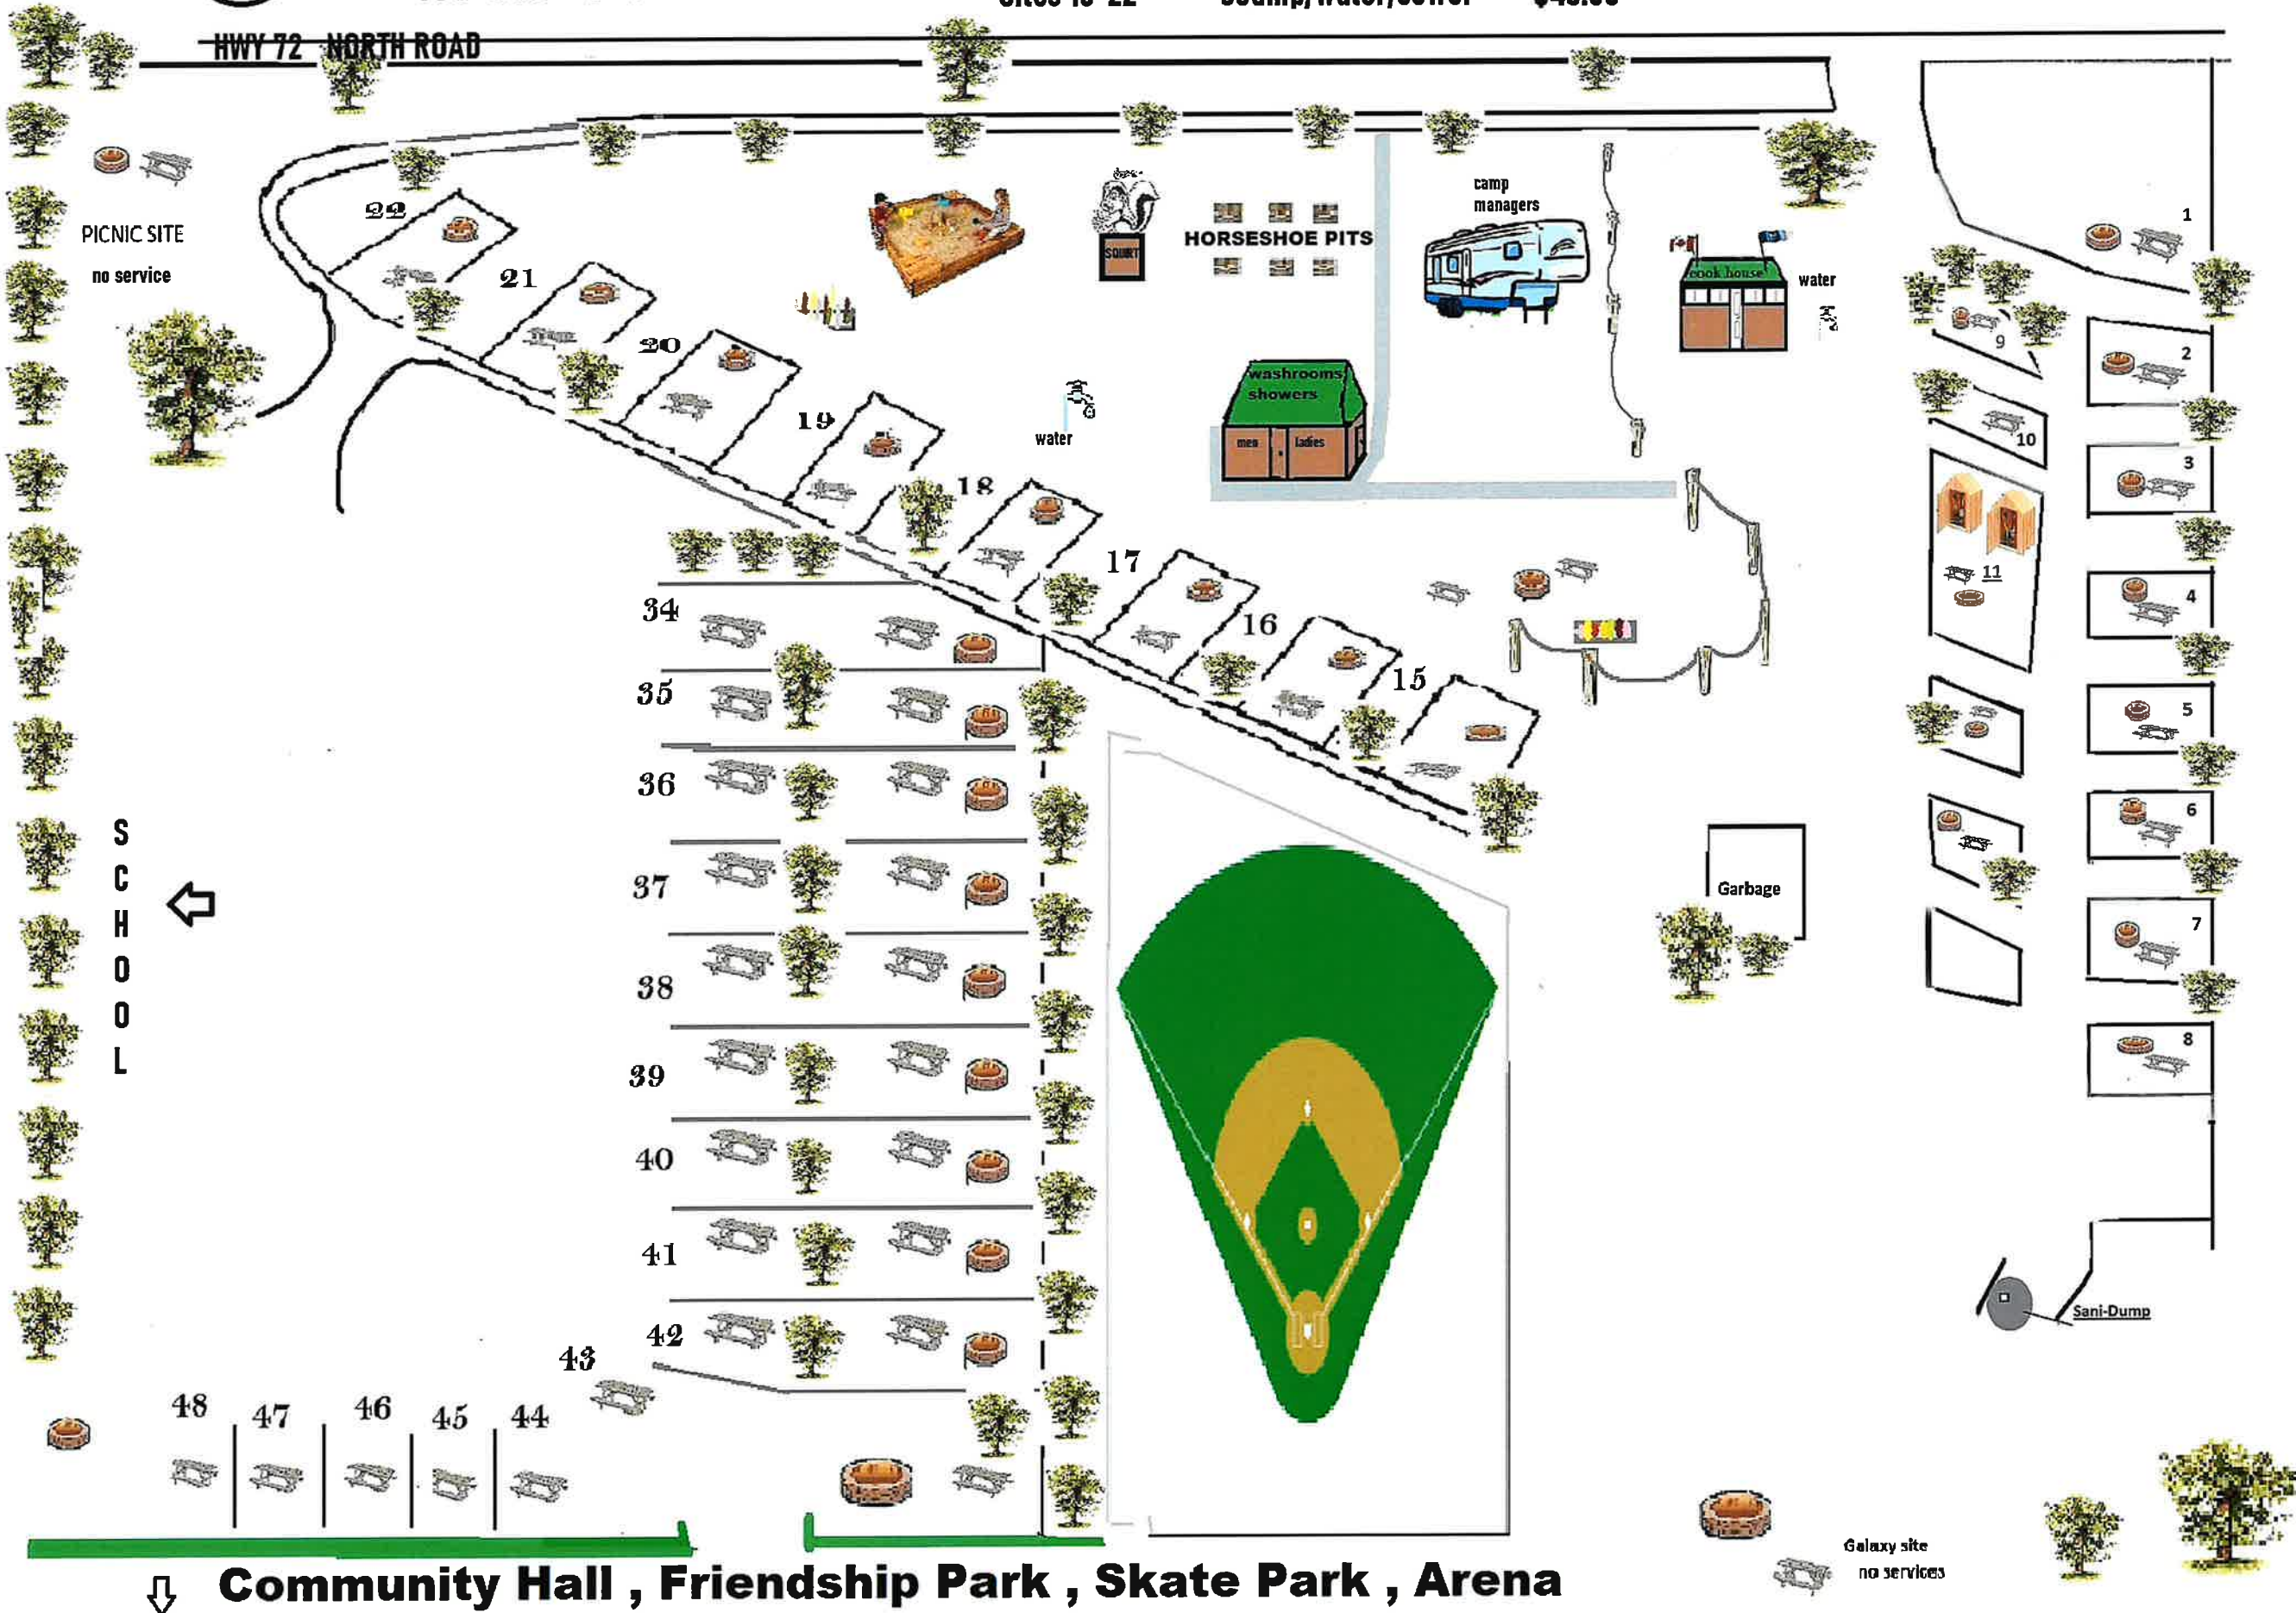 HWY 72 NORTH ROAD
PICNIC SITE
no service
22
21
20
19
18
17
16
15
SQUIRT
HORSESHOE PITS
camp
managers
cook house
water
washrooms
showers
men
ladies
water
1
2
3
4
5
6
7
8
9
10
11
34
35
36
37
38
39
40
41
42
43
44
45
46
47
48
SCHOOL
Garbage
Sani-Dump
Galaxy site
no services
Community Hall , Friendship Park , Skate Park , Arena